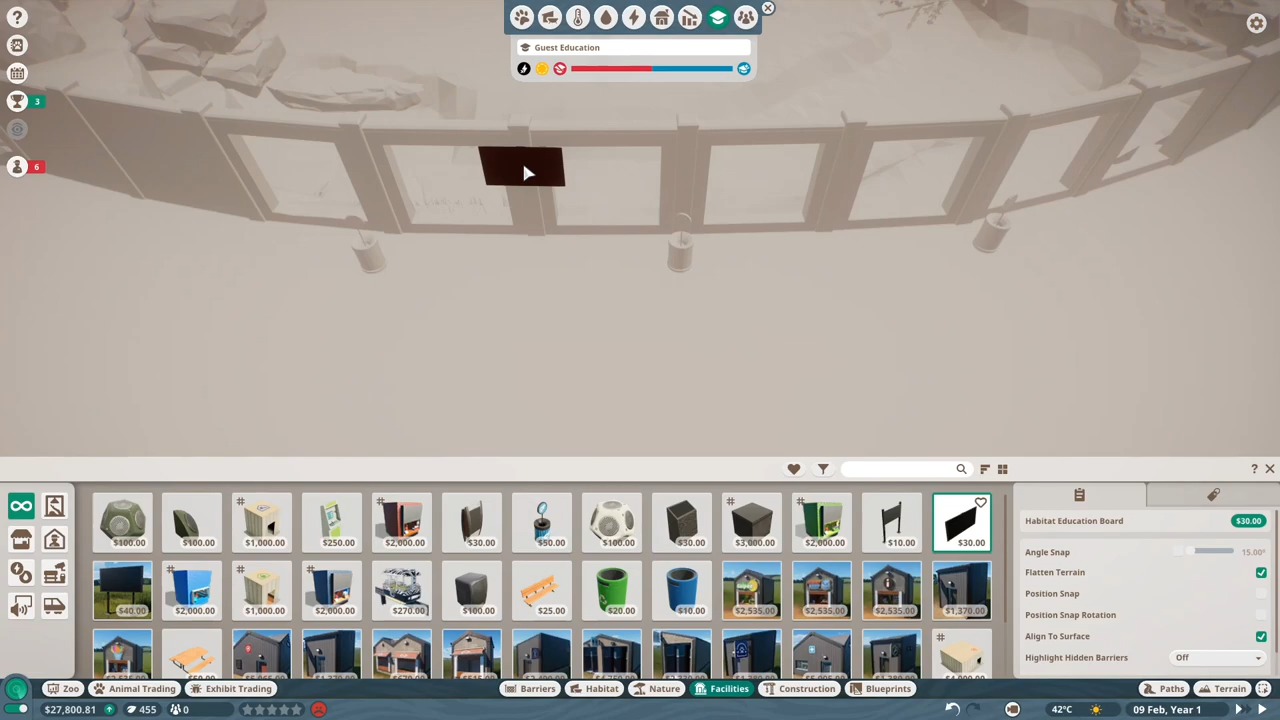 ?
3
6
Guest Education
?
$100.00
$100.00
# $1,000.00
$250.00
# $2,000.00
$30.00
$50.00
$100.00
$30.00
# $3,000.00
# $2,000.00
$10.00
$30.00
$40.00
# $2,000.00
# $1,000.00
# $2,000.00
$270.00
$100.00
$25.00
$20.00
$10.00
$2,535.00
$2,535.00
$2,535.00
$1,370.00
#
Habitat Education Board
$30.00
Angle Snap
15.00°
Flatten Terrain
Position Snap
Position Snap Rotation
Align To Surface
Highlight Hidden Barriers
Off
Zoo
Animal Trading
Exhibit Trading
Barriers
Habitat
Nature
Facilities
Construction
Blueprints
Paths
Terrain
$27,800.81
455
0
42°C
09 Feb, Year 1